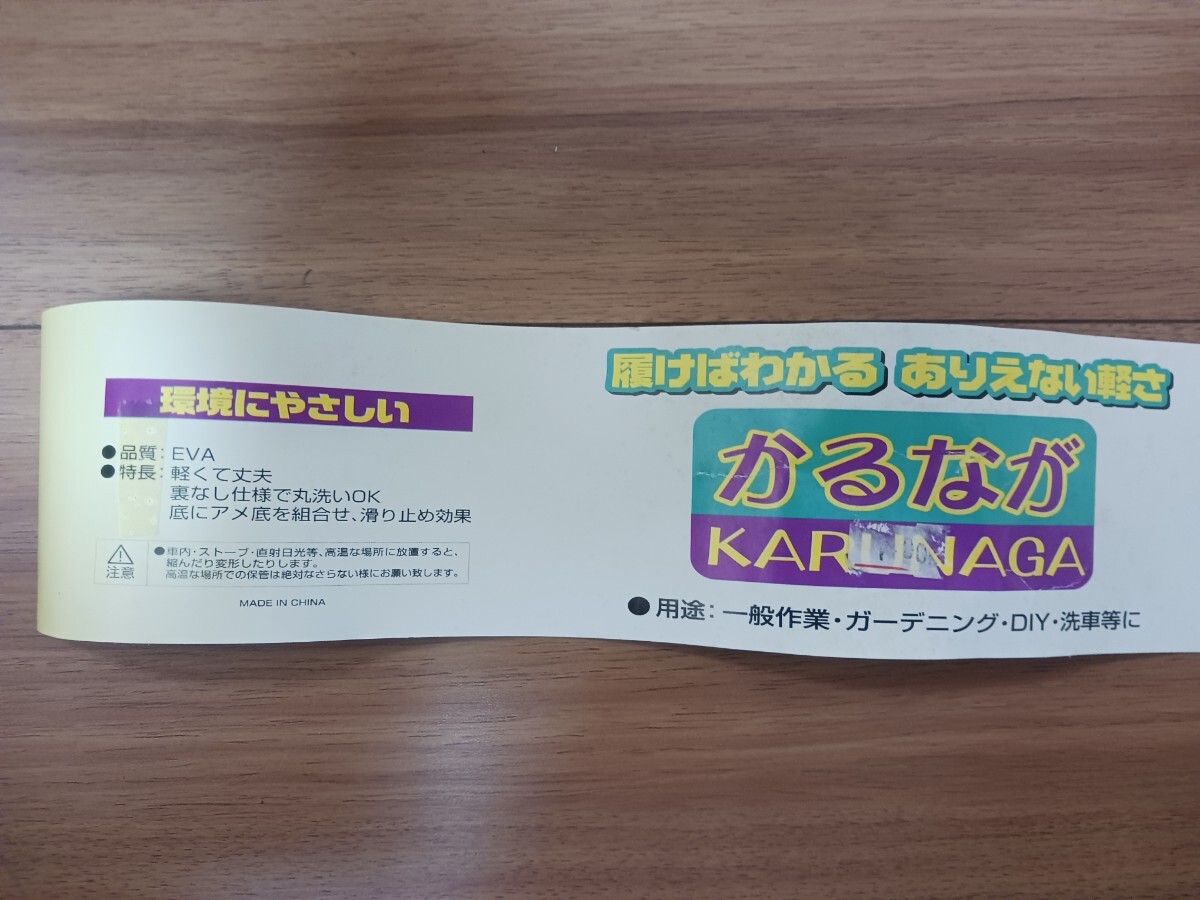 環境にやさしい
●品質：EVA
●特長：軽くて丈夫
裏なし仕様で丸洗いOK
底にアメ底を組合せ、滑り止め効果
注意
●車内・ストーブ・直射日光等、高温な場所に放置すると、
縮んだり変形したりします。
高温な場所での保管は絶対なさらない様にお願い致します。
MADE IN CHINA
履けばわかる ありえない軽さ
かるなが
KARUNAGA
●用途：一般作業・ガーデニング・DIY・洗車等に